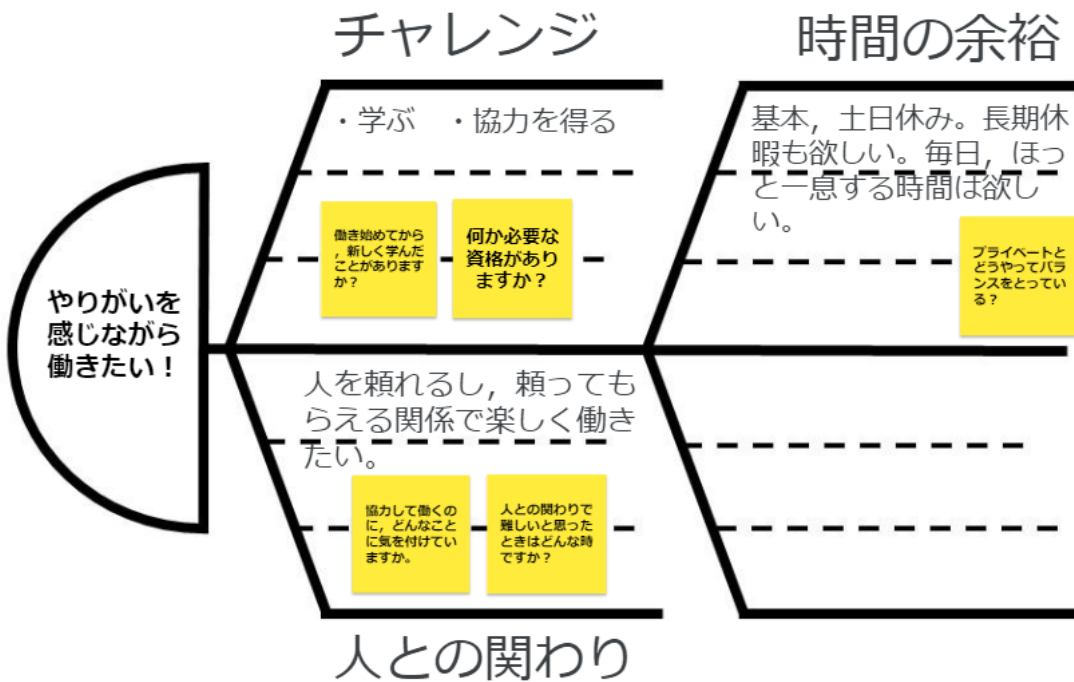 チャレンジ
時間の余裕
・学ぶ ・協力を得る
基本，土日休み。長期休
暇も欲しい。毎日，ほっ
と一息する時間は欲し
い。
働き始めてから
，新しく学んだ
ことがあります
か？
何か必要な
資格があり
ますか？
プライベートと
どうやってバラ
ンスをとってい
る？
やりがいを
感じながら
働きたい！
人を頼れるし，頼っても
らえる関係で楽しく働き
たい。
協力して働くの
に，どんなこと
に気を付けてい
ますか。
人との関わりで
難しいと思った
ときはどんな時
ですか？
人との関わり